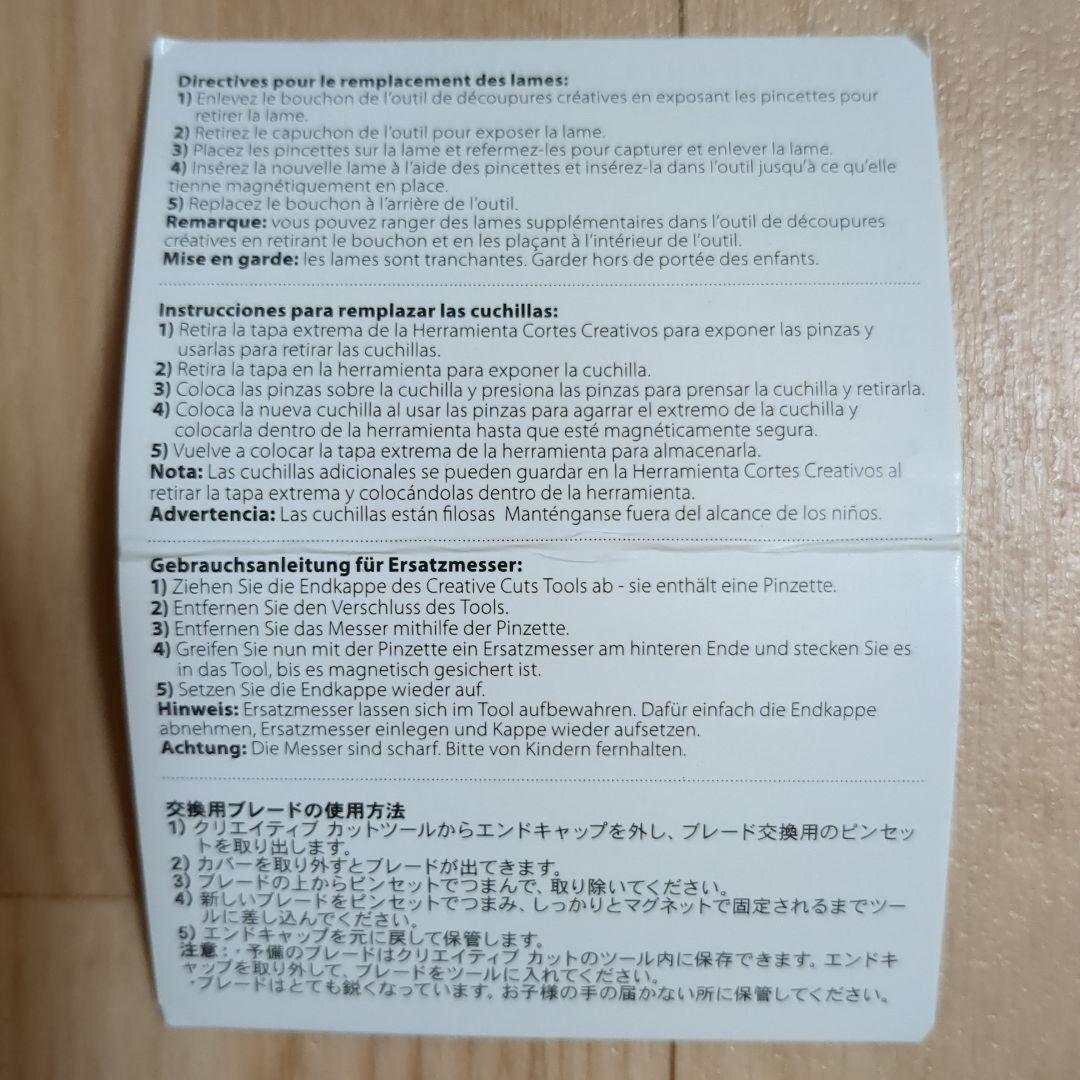 Directives pour le remplacement des lames:
1) Enlevez le bouchon de l'outil de découpures créatives en exposant les pincettes pour
retirer la lame.
2) Retirez le capuchon de l'outil pour exposer la lame.
3) Placez les pincettes sur la lame et refermez-les pour capturer et enlever la lame.
4) Insérez la nouvelle lame à l'aide des pincettes et insérez-la dans l'outil jusqu'à ce qu'elle
tienne magnétiquement en place.
5) Replacez le bouchon à l'arrière de l'outil.
Remarque: vous pouvez ranger des lames supplémentaires dans l'outil de découpures
créatives en retirant le bouchon et en les plaçant à l'intérieur de l'outil.
Mise en garde: les lames sont tranchantes. Garder hors de portée des enfants.
Instrucciones para remplazar las cuchillas:
1) Retira la tapa extrema de la Herramienta Cortes Creativos para exponer las pinzas y
usarlas para retirar las cuchillas.
2) Retira la tapa en la herramienta para exponer la cuchilla.
3) Coloca las pinzas sobre la cuchilla y presiona las pinzas para prensar la cuchilla y retirarla.
4) Coloca la nueva cuchilla al usar las pinzas para agarrar el extremo de la cuchilla y
colocarla dentro de la herramienta hasta que esté magnéticamente segura.
5) Vuelve a colocar la tapa extrema de la herramienta para almacenarla.
Nota: Las cuchillas adicionales se pueden guardar en la Herramienta Cortes Creativos al
retirar la tapa extrema y colocándolas dentro de la herramienta.
Advertencia: Las cuchillas están filosas  Manténganse fuera del alcance de los niños.
Gebrauchsanleitung für Ersatzmesser:
1) Ziehen Sie die Endkappe des Creative Cuts Tools ab - sie enthält eine Pinzette.
2) Entfernen Sie den Verschluss des Tools.
3) Entfernen Sie das Messer mithilfe der Pinzette.
4) Greifen Sie nun mit der Pinzette ein Ersatzmesser am hinteren Ende und stecken Sie es
in das Tool, bis es magnetisch gesichert ist.
5) Setzen Sie die Endkappe wieder auf.
Hinweis: Ersatzmesser lassen sich im Tool aufbewahren. Dafür einfach die Endkappe
abnehmen, Ersatzmesser einlegen und Kappe wieder aufsetzen.
Achtung: Die Messer sind scharf. Bitte von Kindern fernhalten.
交換用ブレードの使用方法
1) クリエイティブ カットツールからエンドキャップを外し、ブレード交換用のピンセッ
トを取り出します。
2) カバーを取り外すとブレードが出てきます。
3) ブレードの上からピンセットでつまんで、取り除いてください。
4) 新しいブレードをピンセットでつまみ、しっかりとマグネットで固定されるまでツー
ルに差し込んでください。
5) エンドキャップを元に戻して保管します。
注意：・予備のブレードはクリエイティブ カットのツール内に保存できます。エンドキ
ャップを取り外して、ブレードをツールに入れてください。
・ブレードはとても鋭くなっています。お子様の手の届かない所に保管してください。